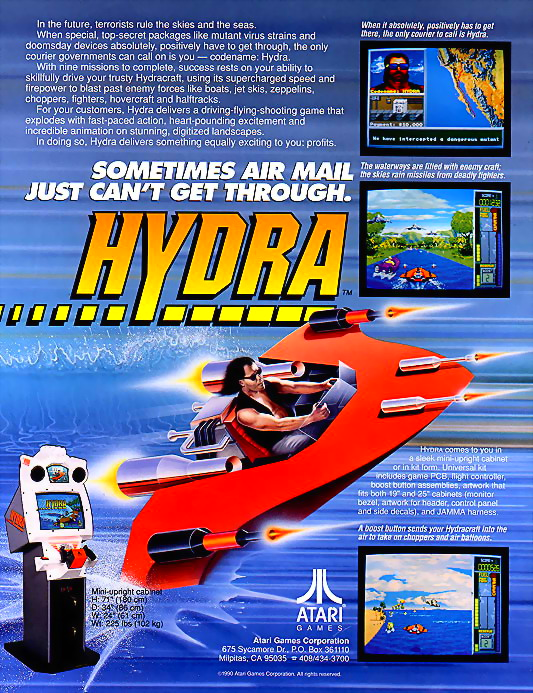 In the future, terrorists rule the skies and the seas.
When special, top-secret packages like mutant virus strains and
doomsday devices absolutely, positively have to get through, the only
courier governments can call on is you — codename: Hydra.
With nine missions to complete, success rests on your ability to
skillfully drive your trusty Hydracraft, using its supercharged speed and
firepower to blast past enemy forces like boats, jet skis, zeppelins,
choppers, fighters, hovercraft and halftracks.
For your customers, Hydra delivers a driving-flying-shooting game that
explodes with fast-paced action, heart-pounding excitement and
incredible animation on stunning, digitized landscapes.
In doing so, Hydra delivers something equally exciting to you: profits.
When it absolutely, positively has to get
there, the only courier to call is Hydra.
Codename: HYDRA
Payment: $10,000
We have intercepted a dangerous mutant
SOMETIMES AIR MAIL
JUST CAN'T GET THROUGH.
The waterways are filled with enemy craft;
the skies rain missiles from deadly fighters.
HYDRA
TM
HYDRA comes to you in
a sleek mini-upright cabinet
or in kit form. Universal kit
includes game PCB, flight controller,
boost button assemblies, artwork that
fits both 19" and 25" cabinets (monitor
bezel, artwork for header, control panel
and side decals), and JAMMA harness.
A boost button sends your Hydracraft into the
air to take on choppers and air balloons.
HYDRA
Mini-upright cabinet
H: 71" (180 cm)
D: 34" (86 cm)
W: 24" (61 cm)
Wt: 225 lbs (102 kg)
ATARI
GAMES
Atari Games Corporation
675 Sycamore Dr., P.O. Box 361110
Milpitas, CA 95035 ☎ 408/434-3700
©1990 Atari Games Corporation. All rights reserved.